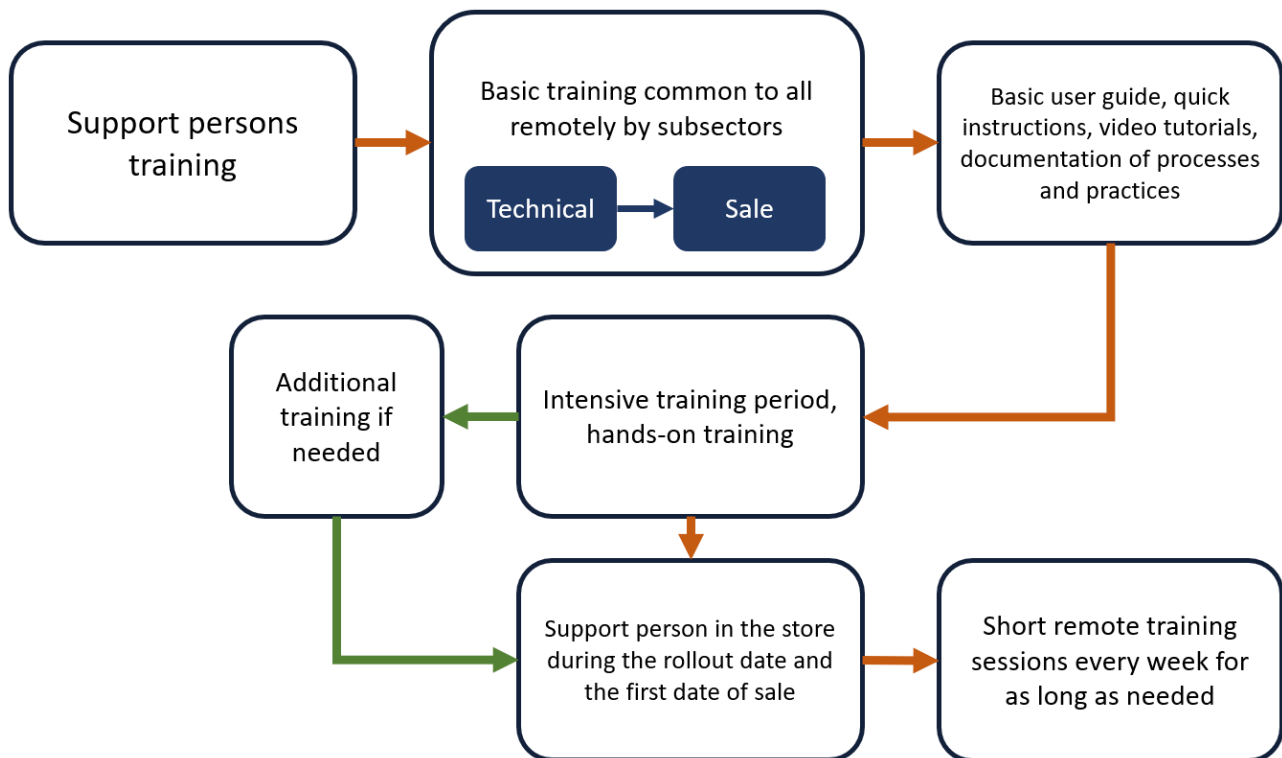 Support persons
training
Basic training common to all
remotely by subsectors
Technical
Sale
Basic user guide, quick
instructions, video tutorials,
documentation of processes
and practices
Additional
training if
needed
Intensive training period,
hands-on training
Support person in the store
during the rollout date and
the first date of sale
Short remote training
sessions every week for
as long as needed